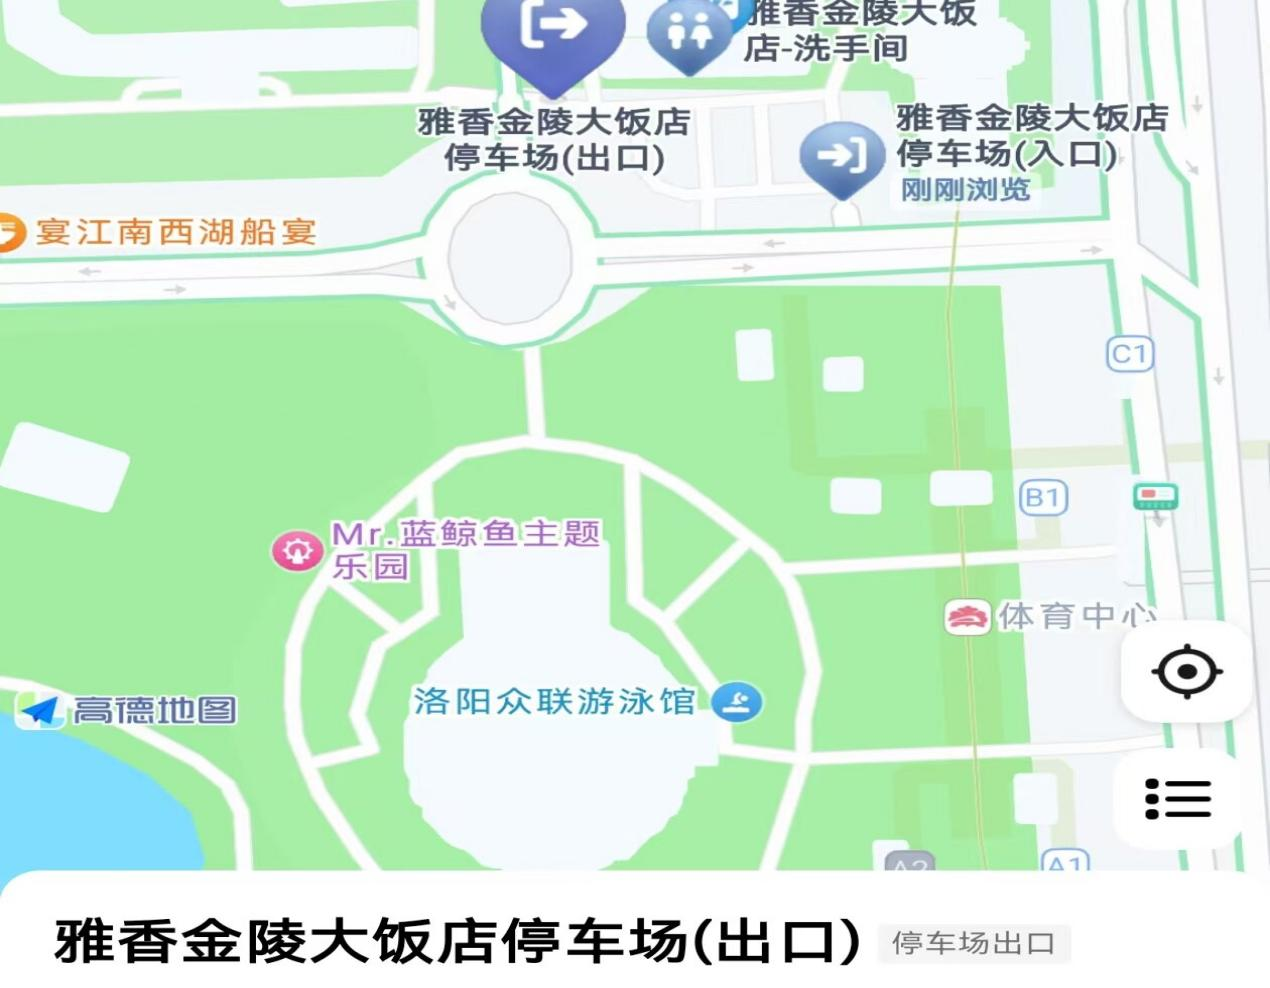 雅香金陵大饭
店-洗手间
雅香金陵大饭店
停车场(出口)
雅香金陵大饭店
停车场(入口)
刚刚浏览
宴江南西湖船宴
C1
B1
Mr.蓝鲸鱼主题
乐园
体育中心
洛阳众联游泳馆
高德地图
A2
A1
雅香金陵大饭店停车场(出口)
停车场出口